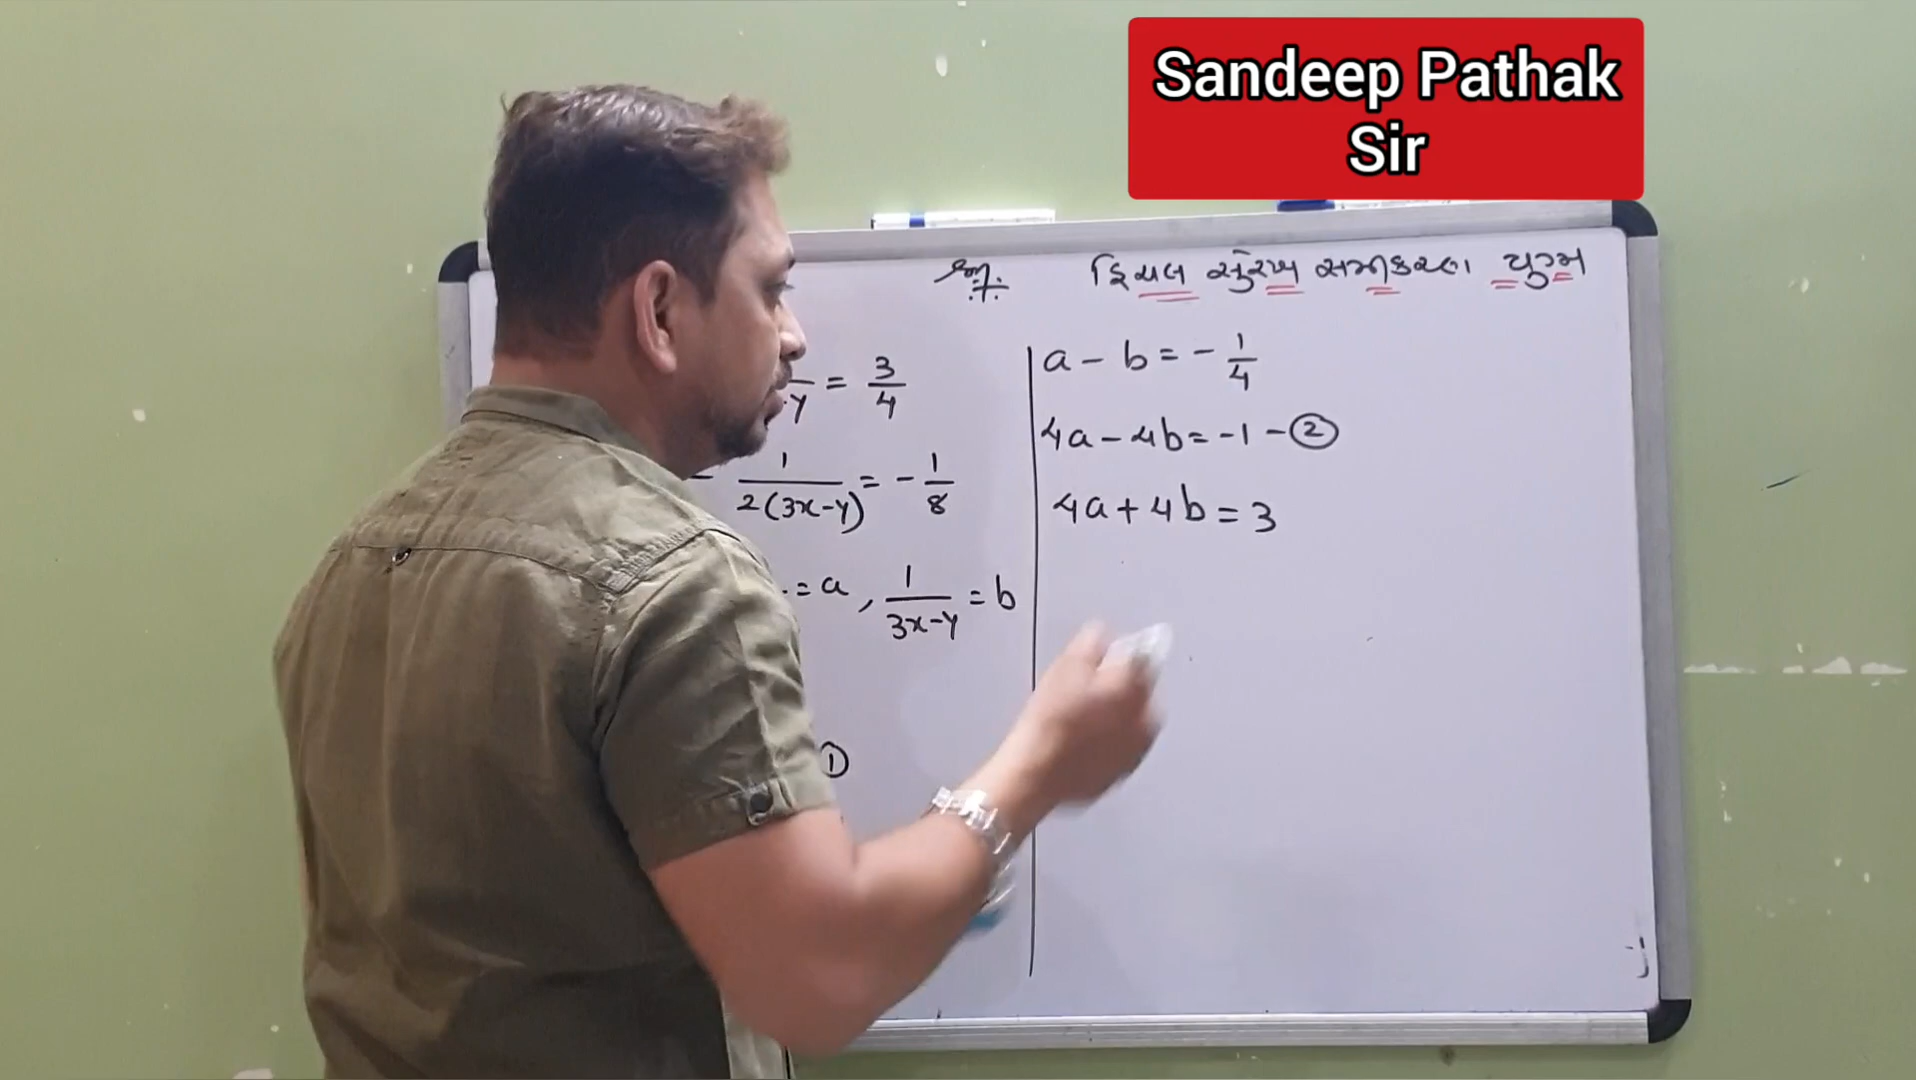 Sandeep Pathak
Sir
દ્વિચલ સુરેખ સમીકરણ યુગ્મ
-y = 3/4
- 1/2(3x-y) = - 1/8
= a , 1/3x-y = b
①
a - b = - 1/4
4a - 4b = -1 - ②
4a + 4b = 3